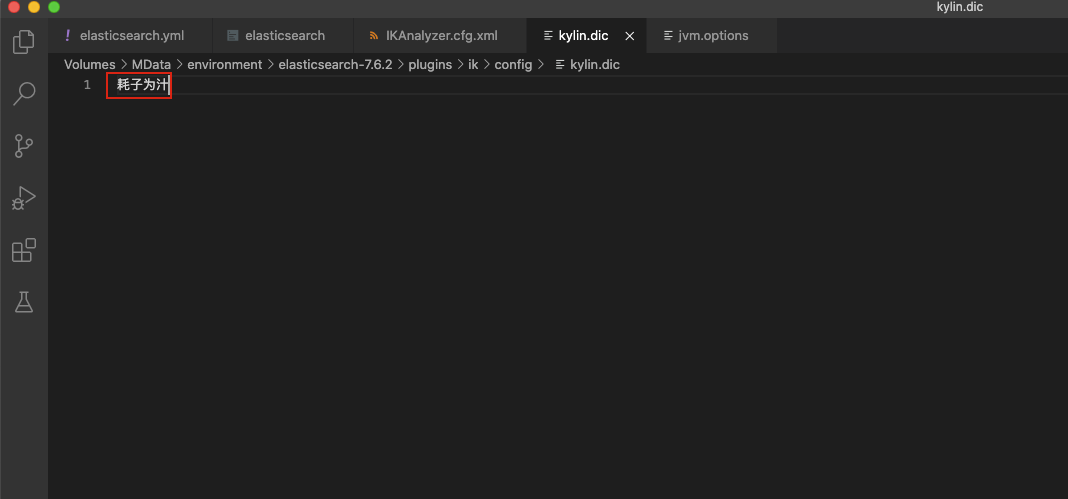 kylin.dic
elasticsearch.yml elasticsearch IKAnalyzer.cfg.xml kylin.dic jvm.options
Volumes > MData > environment > elasticsearch-7.6.2 > plugins > ik > config > kylin.dic
1 耗子为汁